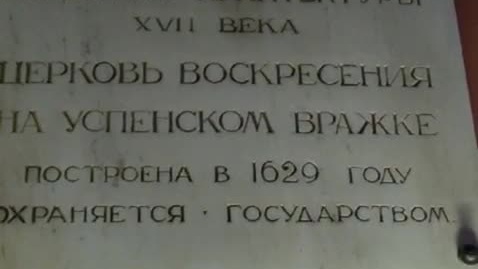 XVII ВЕКА
ЦЕРКОВЬ ВОСКРЕСЕНИЯ
НА УСПЕНСКОМ ВРАЖКЕ
ПОСТРОЕНА В 1629 ГОДУ
ОХРАНЯЕТСЯ · ГОСУДАРСТВОМ